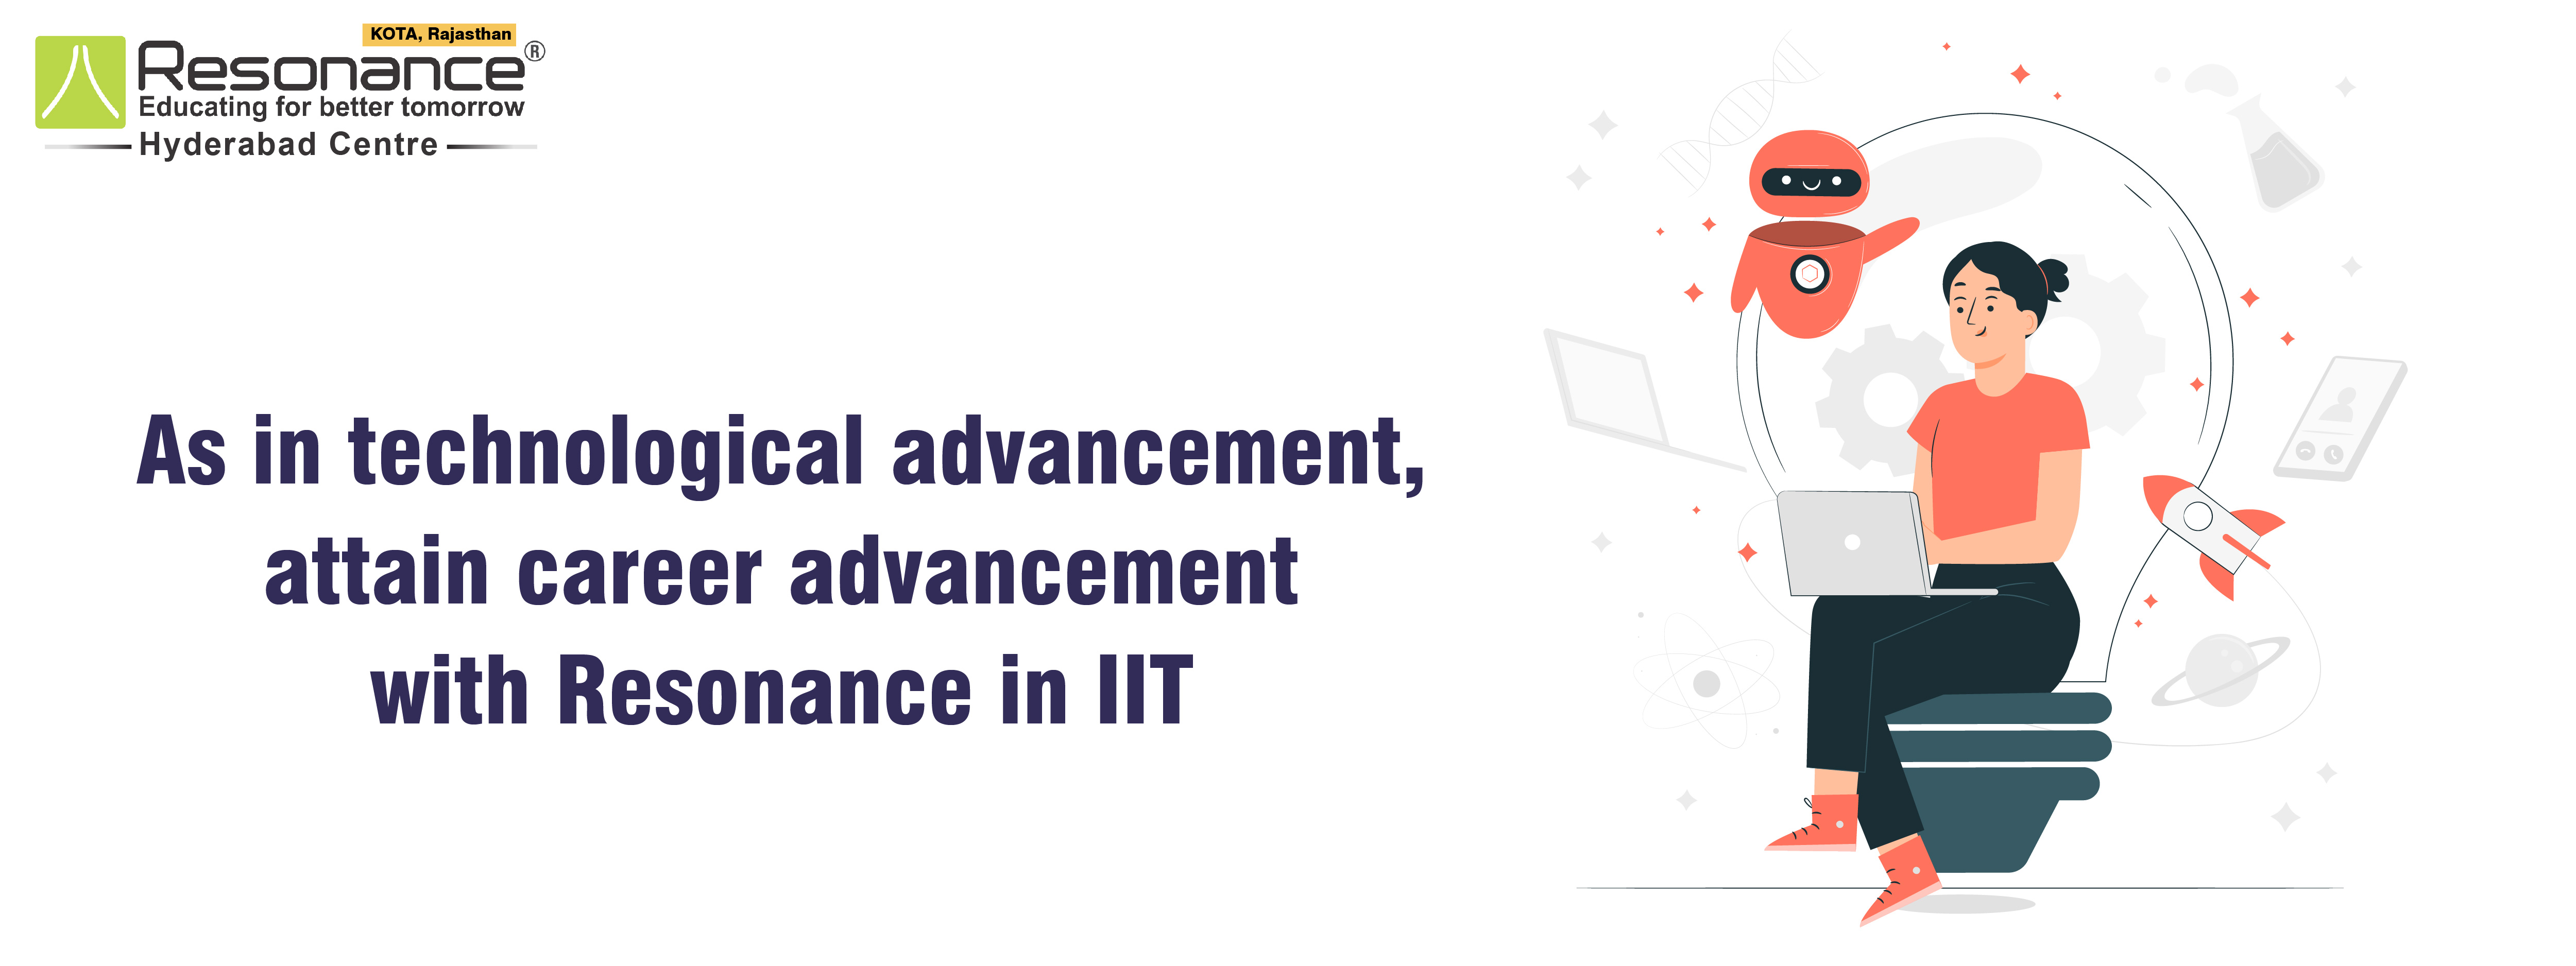 KOTA, Rajasthan
Resonance®
Educating for better tomorrow
Hyderabad Centre
As in technological advancement,
attain career advancement
with Resonance in IIT